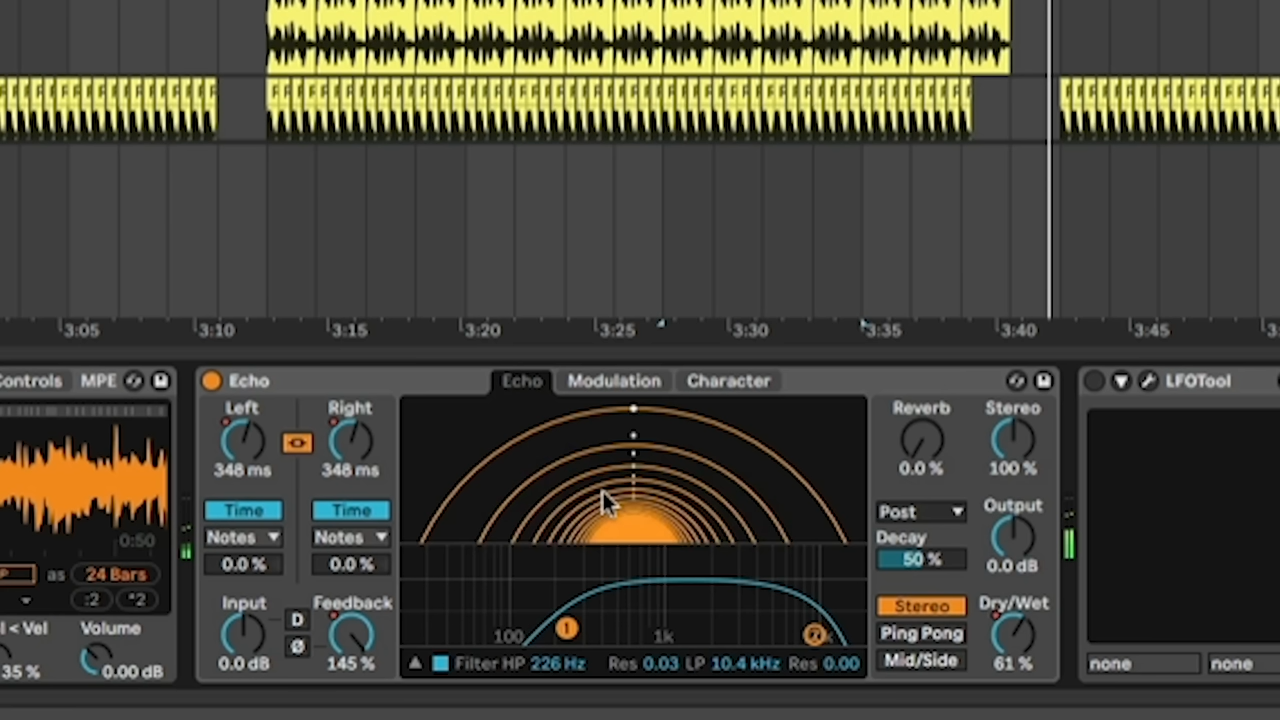 3:05 3:10 3:15 3:20 3:25 3:30 3:35 3:40 3:45
ontrols MPE Echo Echo Modulation Character LFOTool
Left Right Reverb Stereo
348 ms 348 ms 0.0 % 100 %
Time Time Post Output
0:50 Notes Notes Decay
0.0 % 0.0 % 50 % 0.0 dB
as 24 Bars
:2 *2 Input Feedback Stereo Dry/Wet
l < Vel Volume D 100 1k 1 Ping Pong
Ø
35 % 0.00 dB 0.0 dB 145 % Filter HP 226 Hz Res 0.03 LP 10.4 kHz Res 0.00 Mid/Side 61 % none none